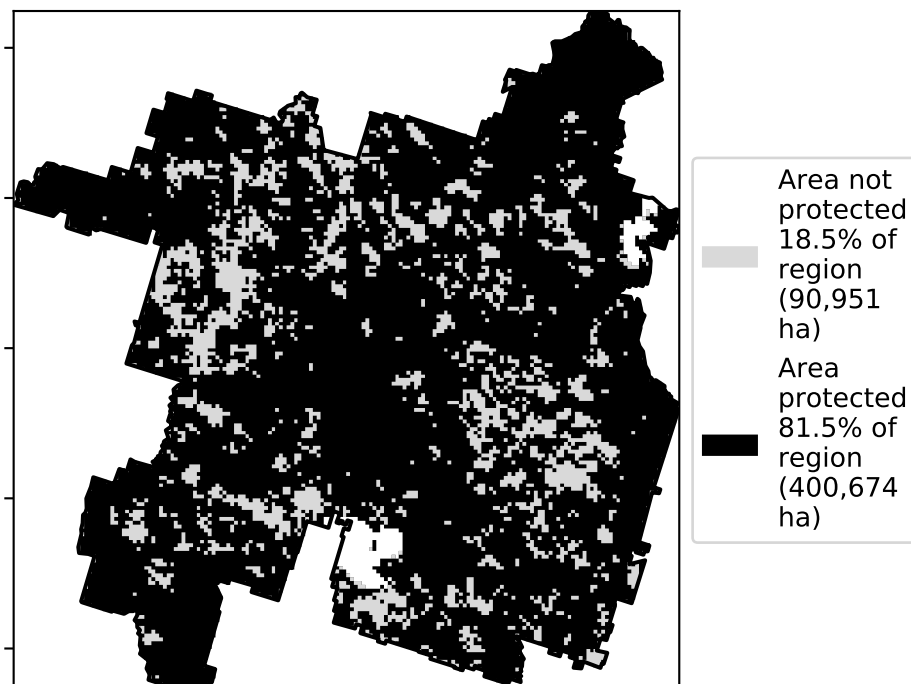 Area not
protected
18.5% of
region
(90,951
ha)
Area
protected
81.5% of
region
(400,674
ha)